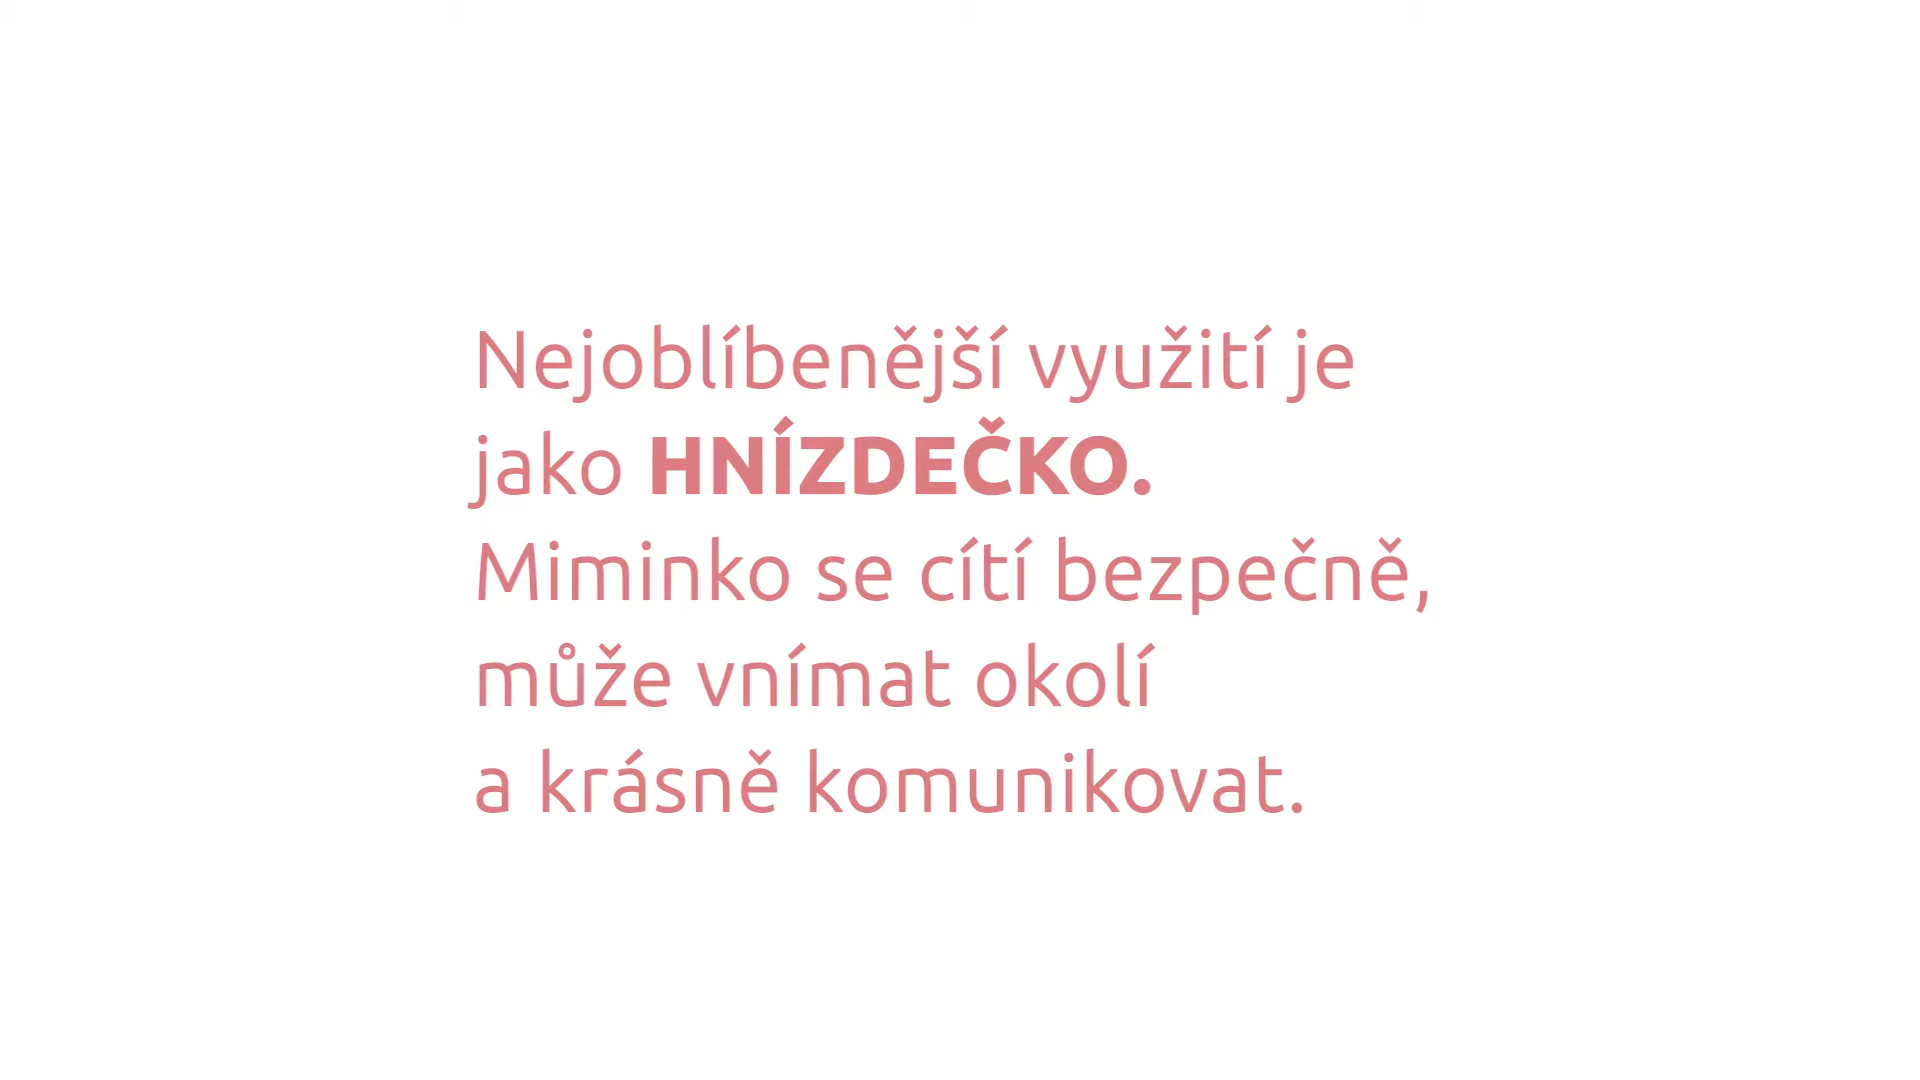 Nejoblíbenější využití je
jako HNÍZDEČKO.
Miminko se cítí bezpečně,
může vnímat okolí
a krásně komunikovat.